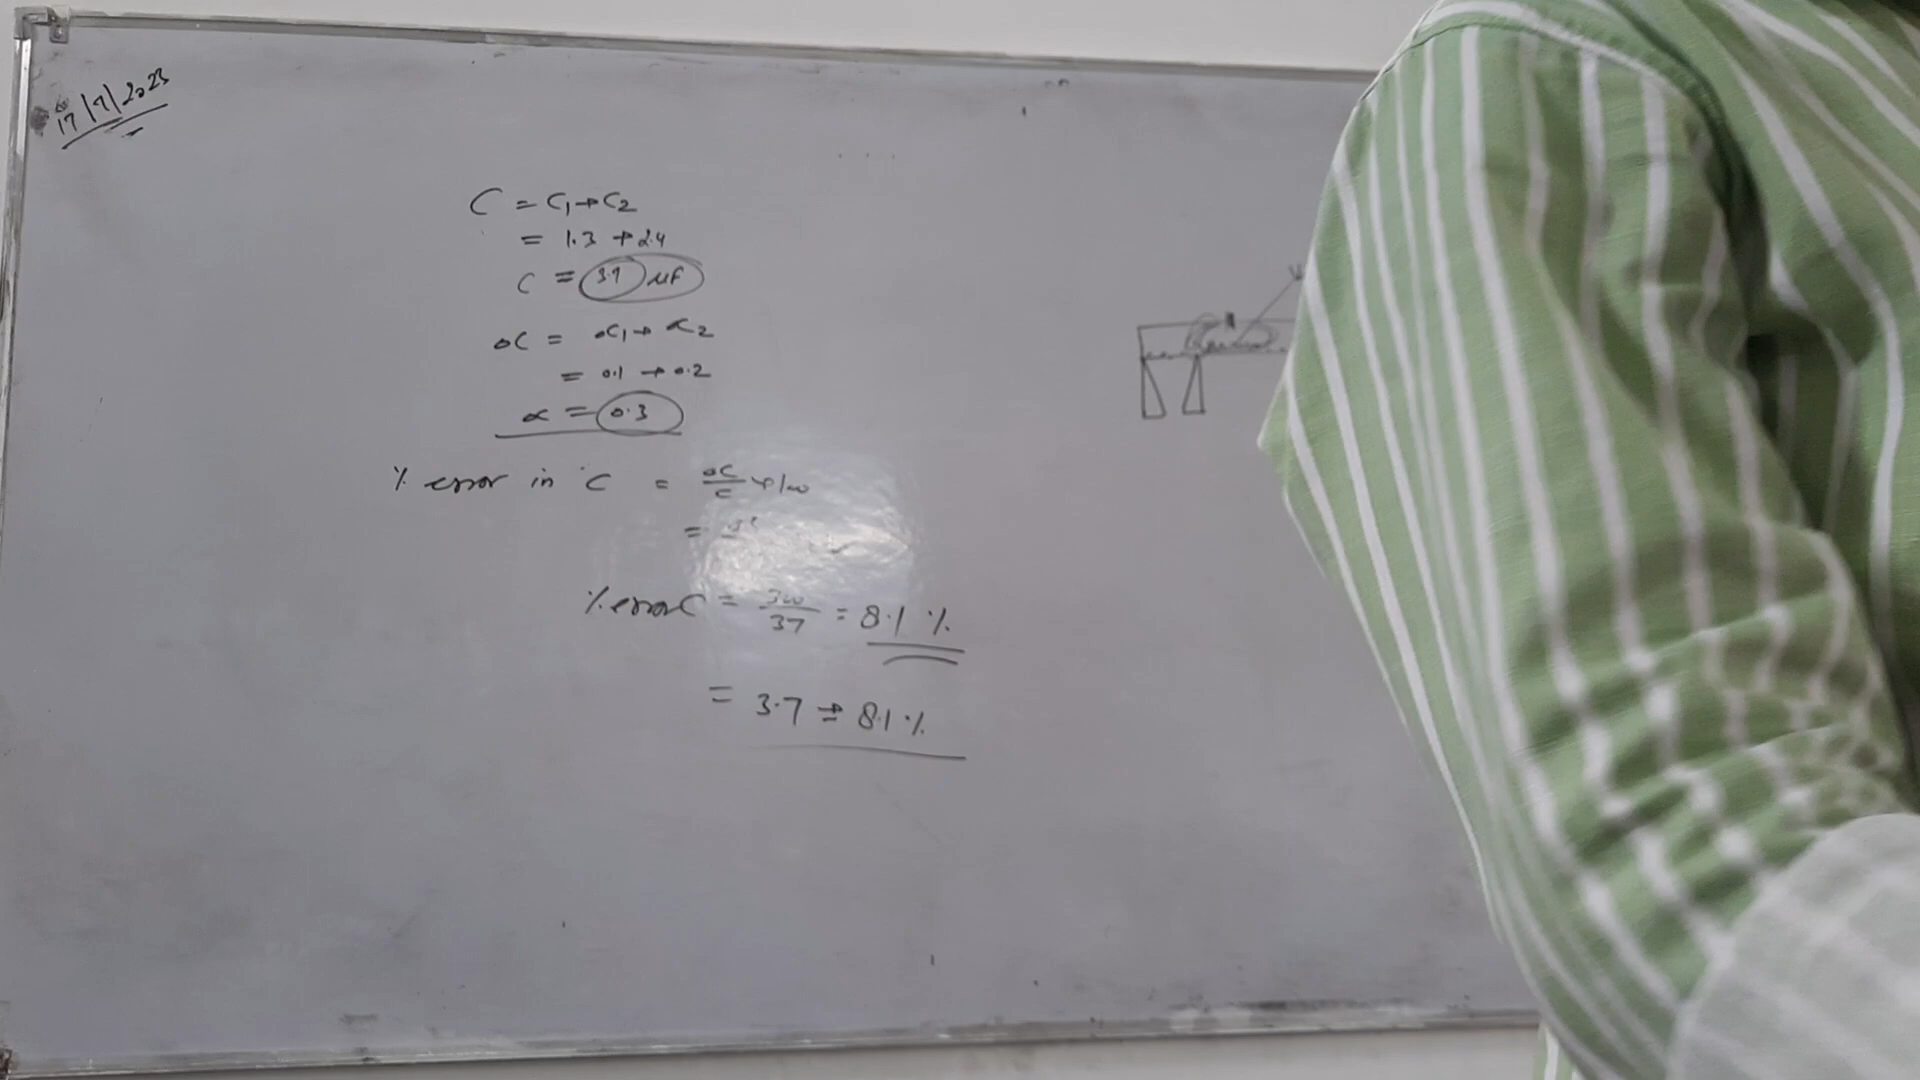 17/7/2023
C = C1 + C2
= 1.3 + 2.4
C = 3.7 μF
ΔC = ΔC1 + ΔC2
= 0.1 + 0.2
ΔC = 0.3
% error in C = ΔC/C × 100
% error C = 300/37 = 8.1 %
= 3.7 ± 8.1 %